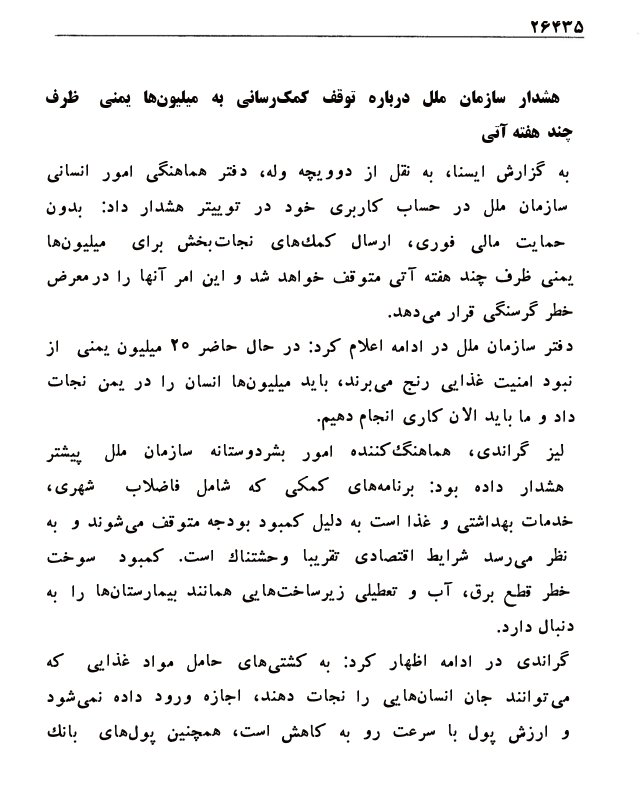 ۲۶۴۳۵
هشدار سازمان ملل درباره توقف کمک‌رسانی به میلیون‌ها یمنی ظرف
چند هفته آتی
به گزارش ایسنا، به نقل از دوویچه وله، دفتر هماهنگی امور انسانی
سازمان ملل در حساب کاربری خود در توییتر هشدار داد: بدون
حمایت مالی فوری، ارسال کمك‌های نجات‌بخش برای میلیون‌ها
یمنی ظرف چند هفته آتی متوقف خواهد شد و این امر آنها را در معرض
خطر گرسنگی قرار می‌دهد.
دفتر سازمان ملل در ادامه اعلام کرد: در حال حاضر ۲۰ میلیون یمنی از
نبود امنیت غذایی رنج می‌برند، باید میلیون‌ها انسان را در یمن نجات
داد و ما باید الان کاری انجام دهیم.
لیز گراندی، هماهنگ‌کننده امور بشردوستانه سازمان ملل پیشتر
هشدار داده بود: برنامه‌های کمکی که شامل فاضلاب شهری،
خدمات بهداشتی و غذا است به دلیل کمبود بودجه متوقف می‌شوند و به
نظر می‌رسد شرایط اقتصادی تقریبا وحشتناك است. کمبود سوخت
خطر قطع برق، آب و تعطیلی زیرساخت‌هایی همانند بیمارستان‌ها را به
دنبال دارد.
گراندی در ادامه اظهار کرد: به کشتی‌های حامل مواد غذایی که
می‌توانند جان انسان‌هایی را نجات دهند، اجازه ورود داده نمی‌شود
و ارزش پول با سرعت رو به کاهش است، همچنین پول‌های بانك